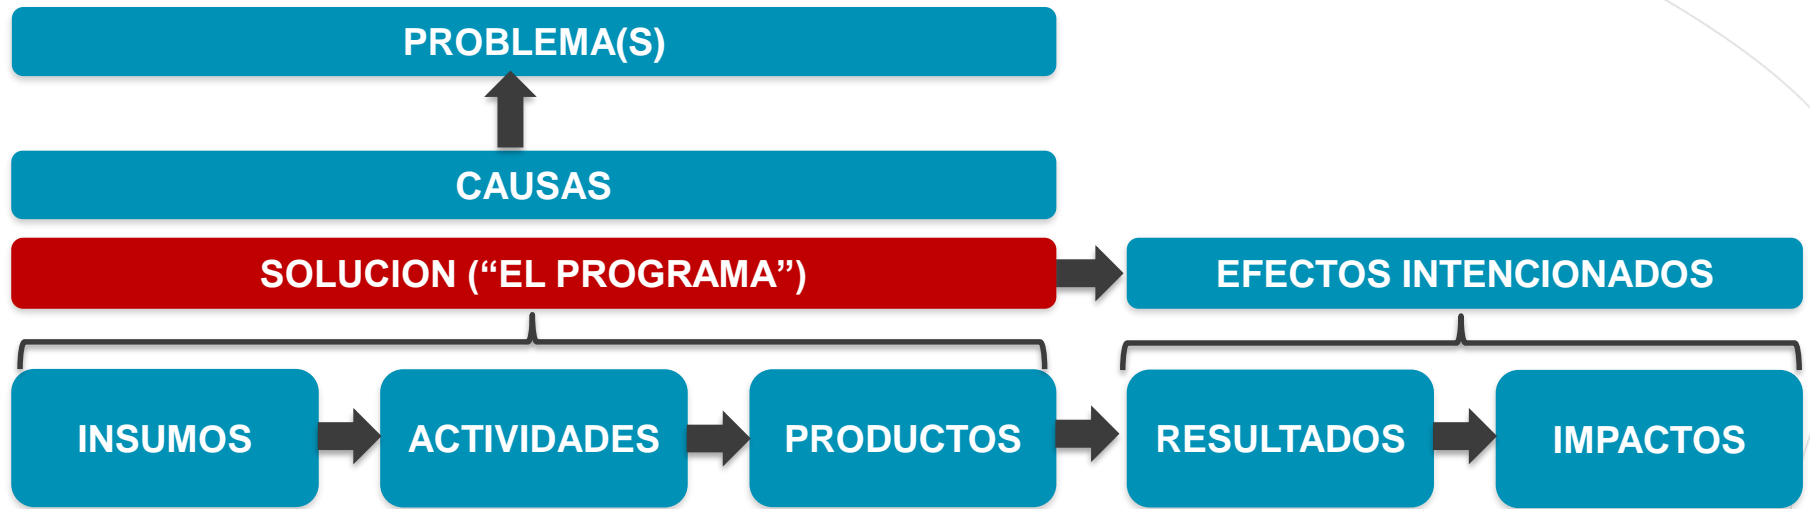 PROBLEMA(S)
CAUSAS
SOLUCION (“EL PROGRAMA”)
EFECTOS INTENCIONADOS
INSUMOS
ACTIVIDADES
PRODUCTOS
RESULTADOS
IMPACTOS